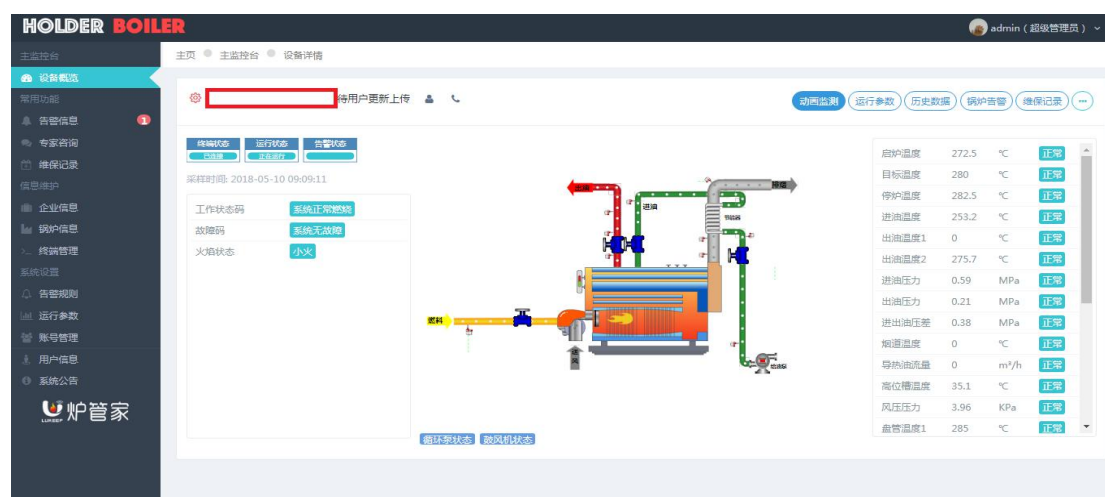 HOLDER BOILER
admin（超级管理员）
主监控台
主页 主监控台 设备详情
设备概览
常用功能
告警信息 1
专家咨询
维保记录
信息维护
企业信息
锅炉信息
终端管理
系统设置
告警规则
运行参数
账号管理
用户信息
系统公告
炉管家
待用户更新上传
动画监测 运行参数 历史数据 锅炉告警 维保记录
终端状态 运行状态 告警状态
已连接 正在运行
采样时间: 2018-05-10 09:09:11
工作状态码 系统正常燃烧
故障码 系统无故障
火焰状态 小火
出油
进油
排烟
节能器
燃料
进风
给油泵
循环泵状态 鼓风机状态
启炉温度 272.5 ℃ 正常
目标温度 280 ℃ 正常
停炉温度 282.5 ℃ 正常
进油温度 253.2 ℃ 正常
出油温度1 0 ℃ 正常
出油温度2 275.7 ℃ 正常
进油压力 0.59 MPa 正常
出油压力 0.21 MPa 正常
进出油压差 0.38 MPa 正常
烟道温度 0 ℃ 正常
导热油流量 0 m³/h 正常
高位槽温度 35.1 ℃ 正常
风压压力 3.96 KPa 正常
盘管温度1 285 ℃ 正常